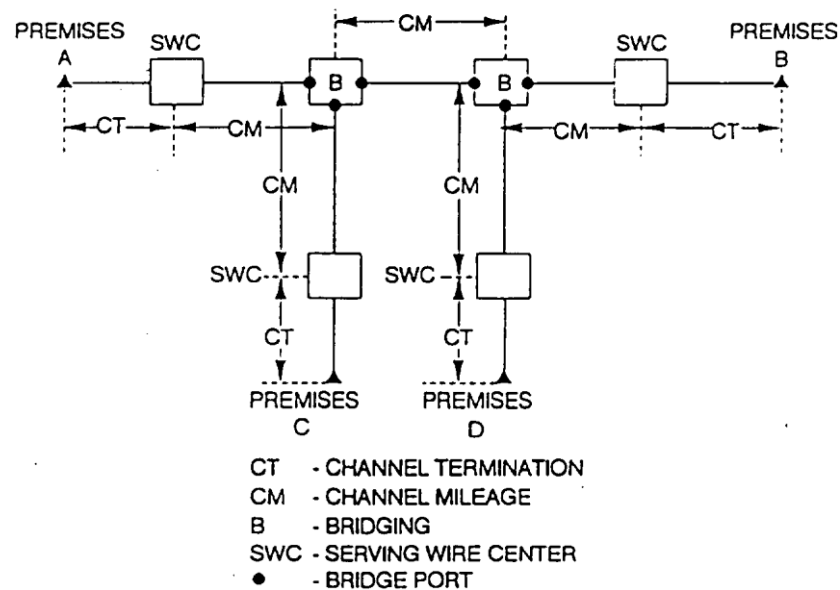 CM
PREMISES
A
SWC
SWC
PREMISES
B
B
B
CT
CM
CM
CT
CM
CM
SWC
SWC
CT
CT
PREMISES
C
PREMISES
D
CT - CHANNEL TERMINATION
CM - CHANNEL MILEAGE
B - BRIDGING
SWC - SERVING WIRE CENTER
● - BRIDGE PORT